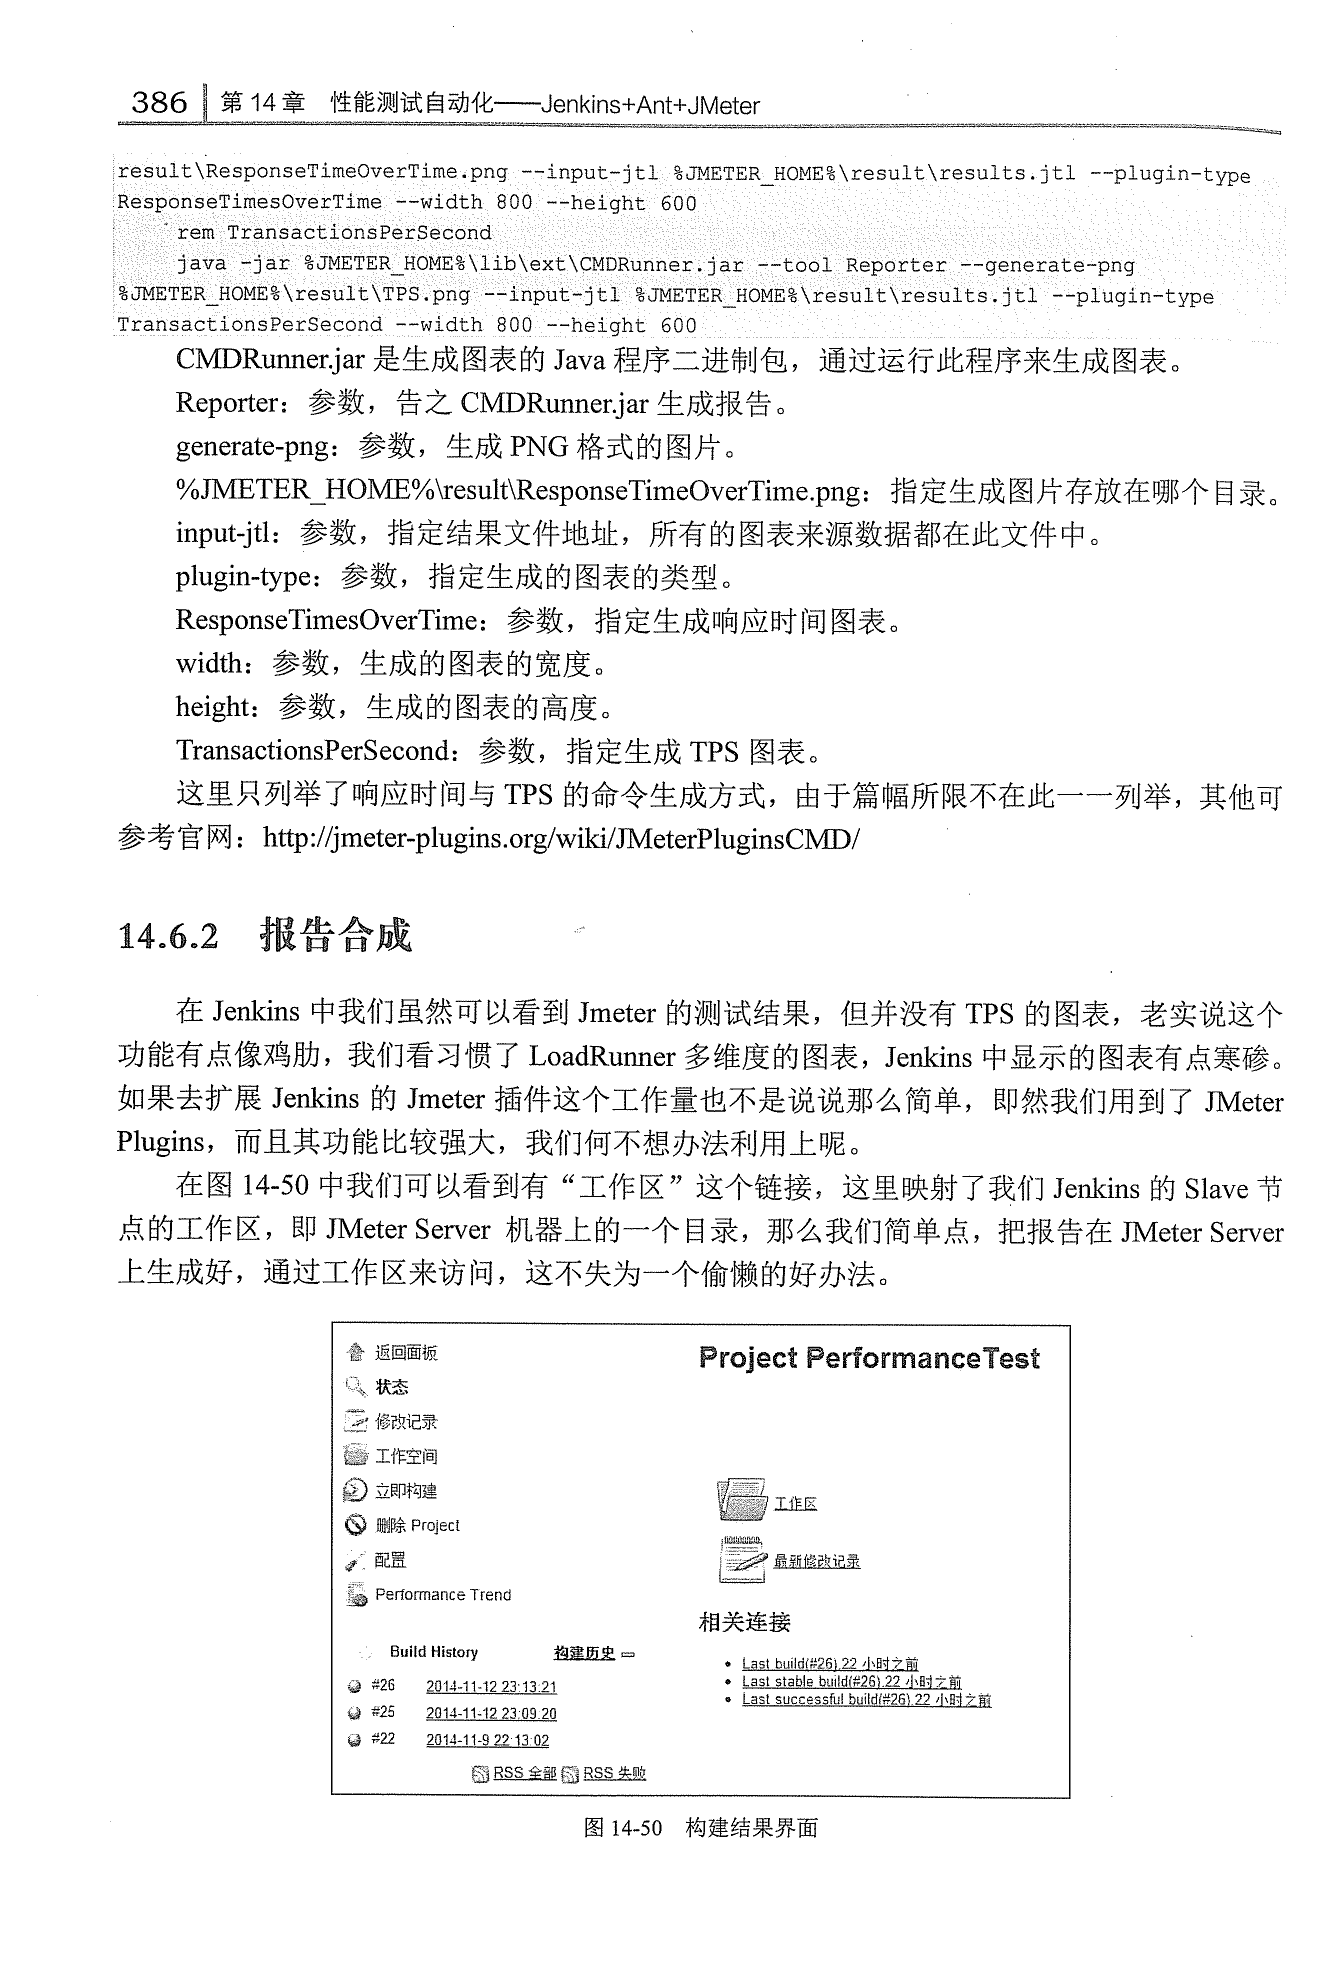 386 第14章 性能测试自动化——Jenkins+Ant+JMeter
result\ResponseTimeOverTime.png --input-jtl %JMETER_HOME%\result\results.jtl --plugin-type
ResponseTimesOverTime --width 800 --height 600
rem TransactionsPerSecond
java -jar %JMETER_HOME%\lib\ext\CMDRunner.jar --tool Reporter --generate-png
%JMETER_HOME%\result\TPS.png --input-jtl %JMETER_HOME%\result\results.jtl --plugin-type
TransactionsPerSecond --width 800 --height 600
CMDRunner.jar 是生成图表的 Java 程序二进制包，通过运行此程序来生成图表。
Reporter：参数，告之 CMDRunner.jar 生成报告。
generate-png：参数，生成 PNG 格式的图片。
%JMETER_HOME%\result\ResponseTimeOverTime.png：指定生成图片存放在哪个目录。
input-jtl：参数，指定结果文件地址，所有的图表来源数据都在此文件中。
plugin-type：参数，指定生成的图表的类型。
ResponseTimesOverTime：参数，指定生成响应时间图表。
width：参数，生成的图表的宽度。
height：参数，生成的图表的高度。
TransactionsPerSecond：参数，指定生成 TPS 图表。
这里只列举了响应时间与 TPS 的命令生成方式，由于篇幅所限不在此一一列举，其他可
参考官网：http://jmeter-plugins.org/wiki/JMeterPluginsCMD/
14.6.2 报告合成
在 Jenkins 中我们虽然可以看到 Jmeter 的测试结果，但并没有 TPS 的图表，老实说这个
功能有点像鸡肋，我们看习惯了 LoadRunner 多维度的图表，Jenkins 中显示的图表有点寒碜。
如果去扩展 Jenkins 的 Jmeter 插件这个工作量也不是说说那么简单，即然我们用到了 JMeter
Plugins，而且其功能比较强大，我们何不想办法利用上呢。
在图 14-50 中我们可以看到有“工作区”这个链接，这里映射了我们 Jenkins 的 Slave 节
点的工作区，即 JMeter Server 机器上的一个目录，那么我们简单点，把报告在 JMeter Server
上生成好，通过工作区来访问，这不失为一个偷懒的好办法。
返回面板
状态
修改记录
工作空间
立即构建
删除 Project
配置
Performance Trend
Build History 构建历史
#26 2014-11-12 23:13:21
#25 2014-11-12 23:09:20
#22 2014-11-9 22:13:02
RSS 全部 RSS 失败
Project PerformanceTest
工作区
最新修改记录
相关连接
Last build(#26),22 小时之前
Last stable build(#26),22 小时之前
Last successful build(#26),22 小时之前
图 14-50 构建结果界面